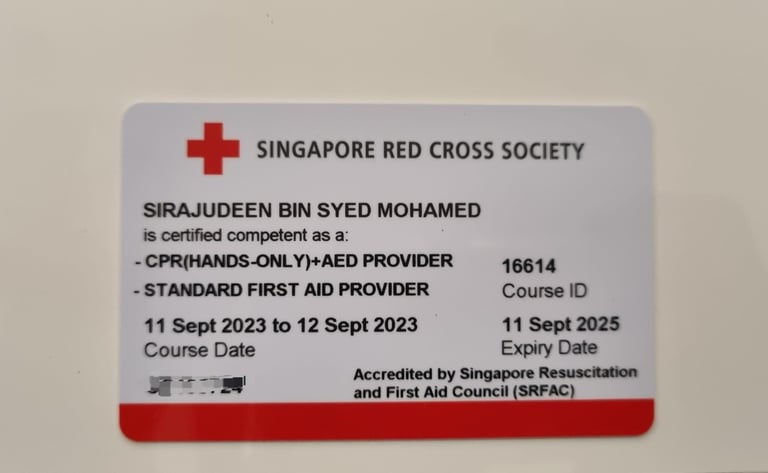 SINGAPORE RED CROSS SOCIETY
SIRAJUDEEN BIN SYED MOHAMED
is certified competent as a:
- CPR(HANDS-ONLY)+AED PROVIDER
- STANDARD FIRST AID PROVIDER
16614
Course ID
11 Sept 2023 to 12 Sept 2023
Course Date
11 Sept 2025
Expiry Date
Accredited by Singapore Resuscitation
and First Aid Council (SRFAC)